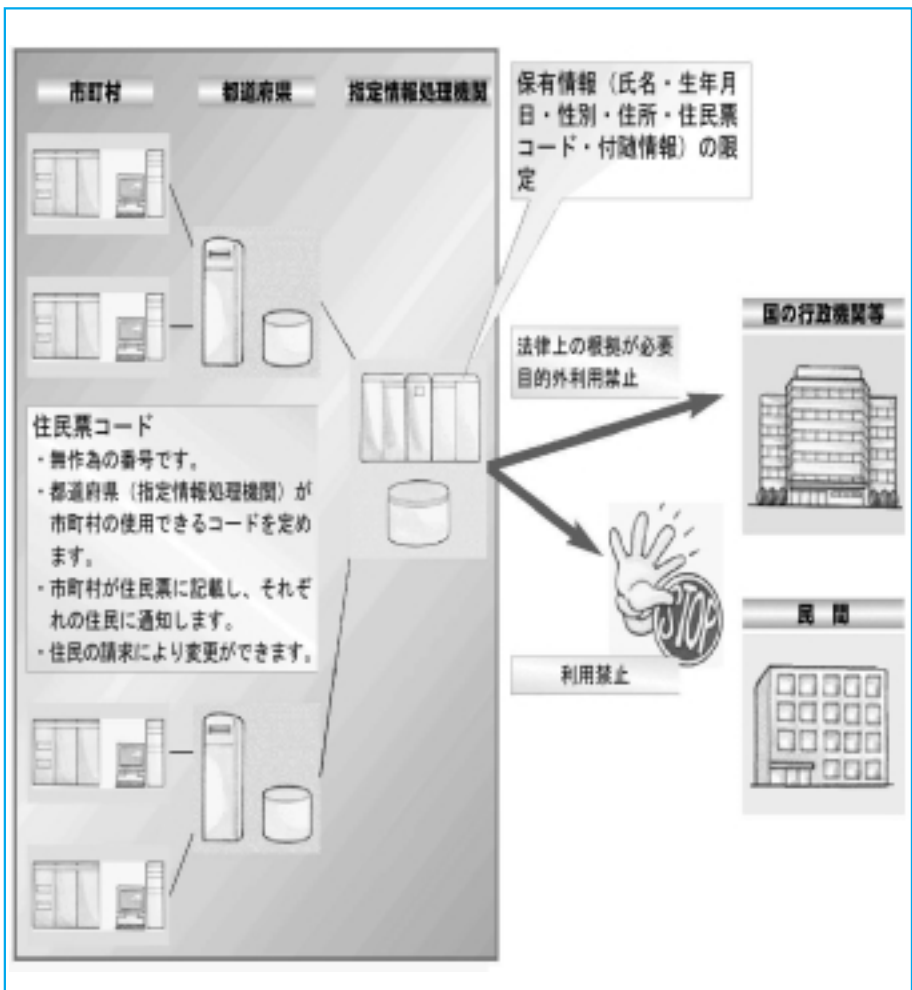 市町村
都道府県
指定情報処理機関
保有情報（氏名・生年月
日・性別・住所・住民票
コード・付随情報）の限
定
住民票コード
・無作為の番号です。
・都道府県（指定情報処理機関）が
市町村の使用できるコードを定め
ます。
・市町村が住民票に記載し、それぞ
れの住民に通知します。
・住民の請求により変更ができます。
法律上の根拠が必要
目的外利用禁止
国の行政機関等
STOP
利用禁止
民間